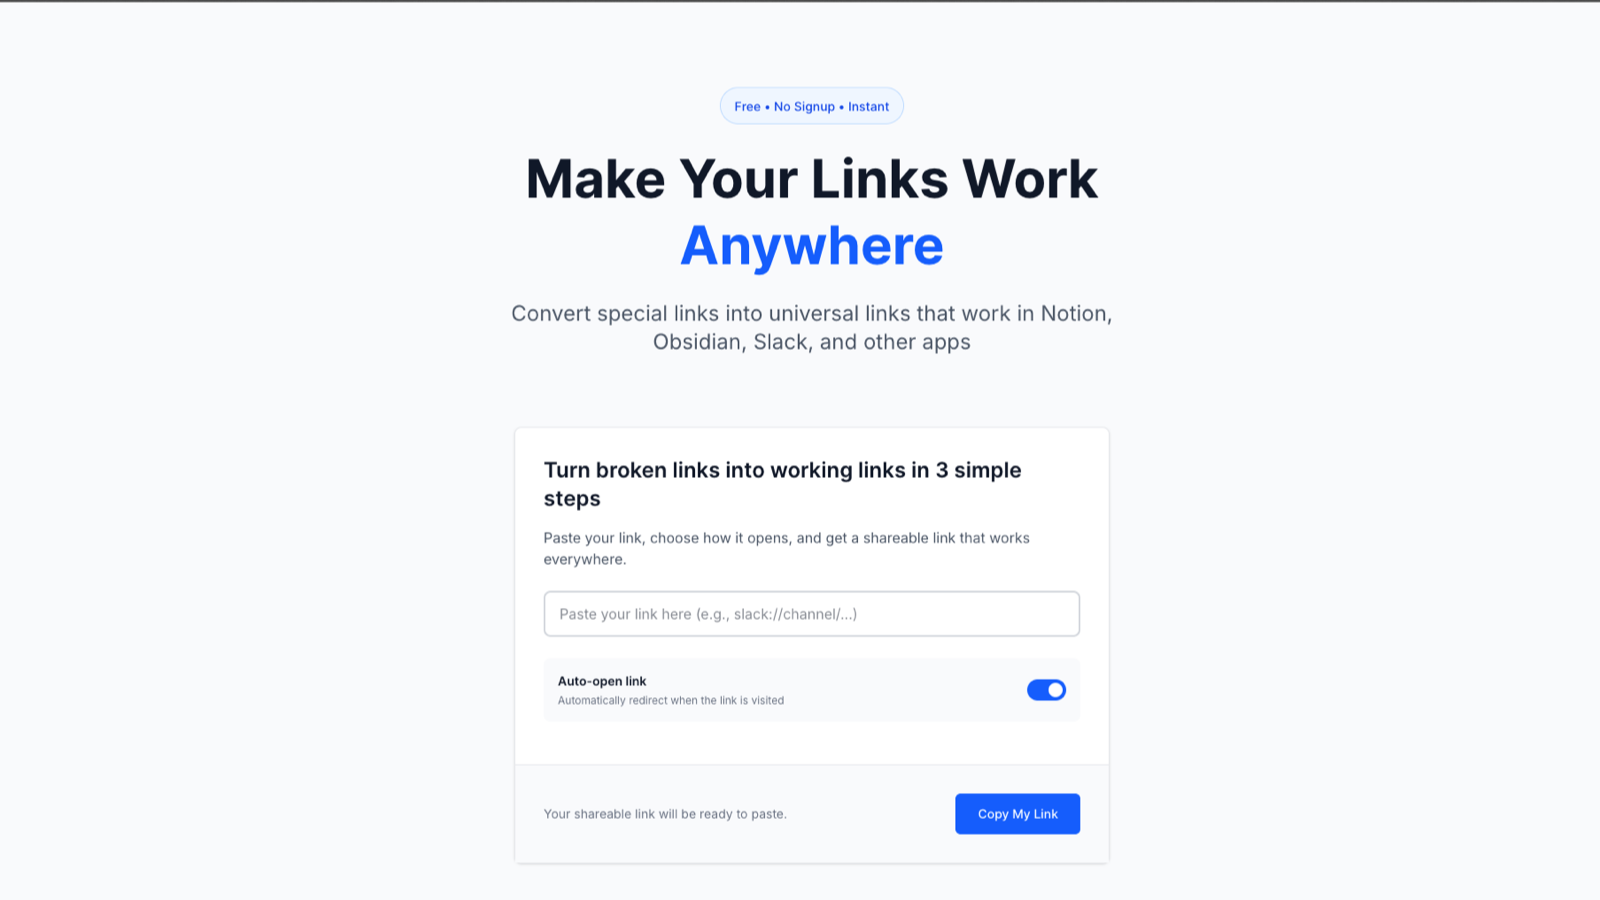 Free • No Signup • Instant
Make Your Links Work
Anywhere
Convert special links into universal links that work in Notion,
Obsidian, Slack, and other apps
Turn broken links into working links in 3 simple
steps
Paste your link, choose how it opens, and get a shareable link that works
everywhere.
Paste your link here (e.g., slack://channel/...)
Auto-open link
Automatically redirect when the link is visited
Your shareable link will be ready to paste.
Copy My Link